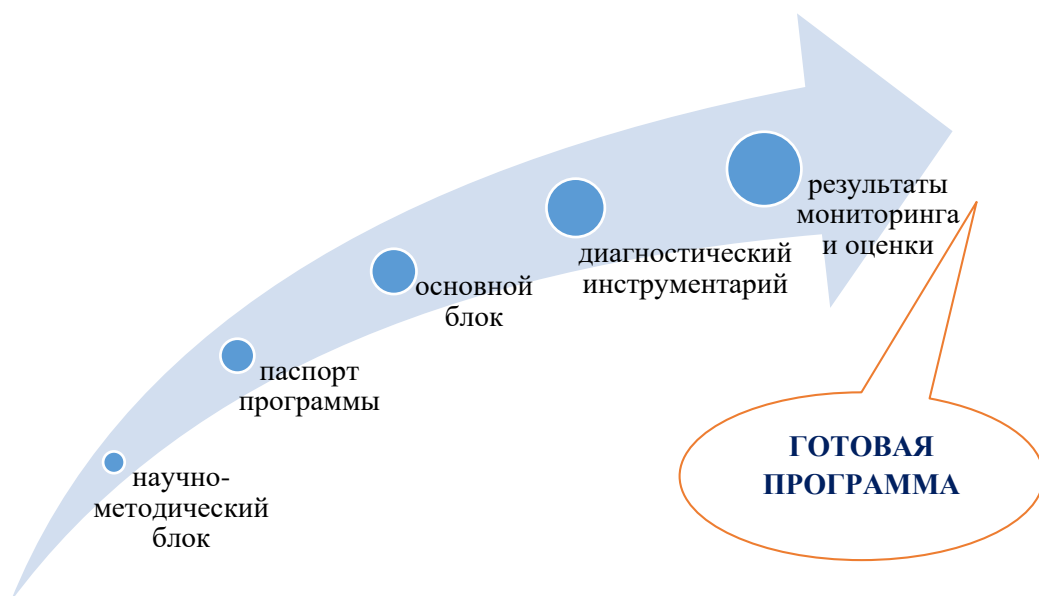 научно-
методический
блок
паспорт
программы
основной
блок
диагностический
инструментарий
результаты
мониторинга
и оценки
ГОТОВАЯ
ПРОГРАММА